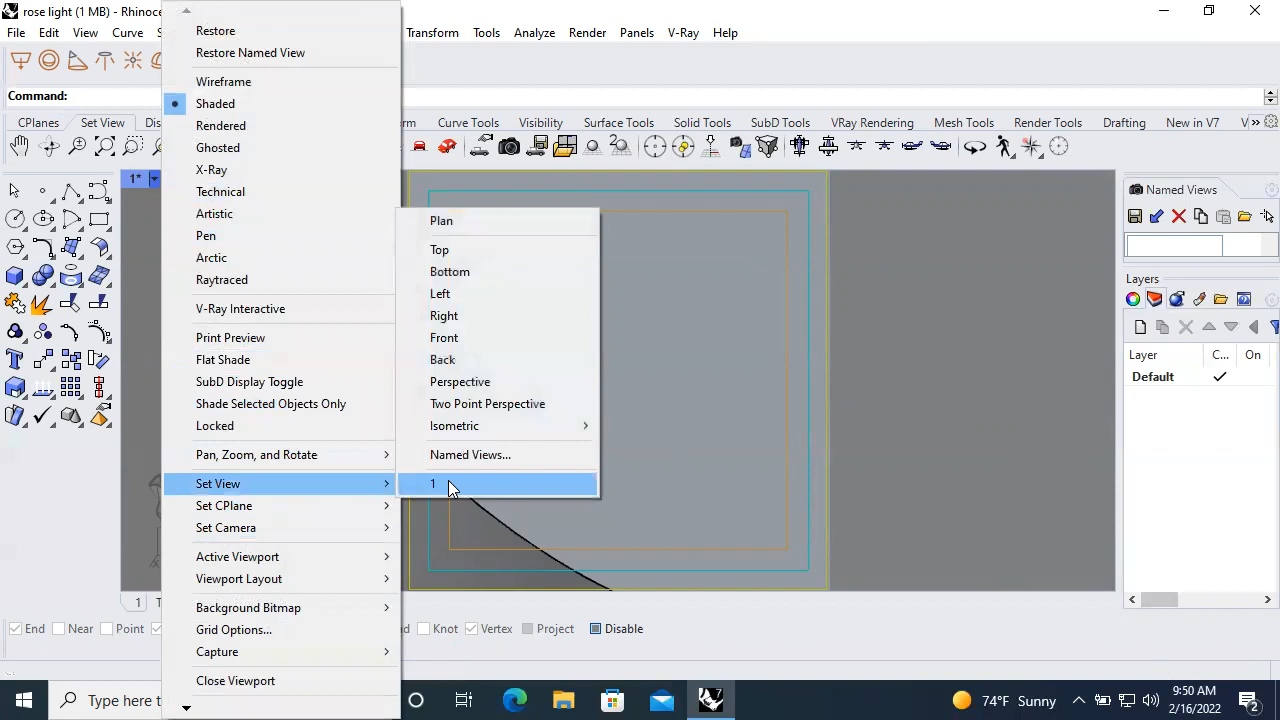 rose light (1 MB) - Rhinoce
File Edit View Curve Transform Tools Analyze Render Panels V-Ray Help
Command:
CPlanes Set View Curve Tools Visibility Surface Tools Solid Tools SubD Tools VRay Rendering Mesh Tools Render Tools Drafting New in V7
1*
Restore
Restore Named View
Wireframe
Shaded
Rendered
Ghosted
X-Ray
Technical
Artistic
Pen
Arctic
Raytraced
V-Ray Interactive
Print Preview
Flat Shade
SubD Display Toggle
Shade Selected Objects Only
Locked
Pan, Zoom, and Rotate
Set View
Set CPlane
Set Camera
Active Viewport
Viewport Layout
Background Bitmap
Grid Options...
Capture
Close Viewport
Plan
Top
Bottom
Left
Right
Front
Back
Perspective
Two Point Perspective
Isometric
Named Views...
1
Named Views
Layers
Layer C... On
Default
1
End Near Point Knot Vertex Project Disable
Type here t
74°F Sunny
9:50 AM
2/16/2022
2